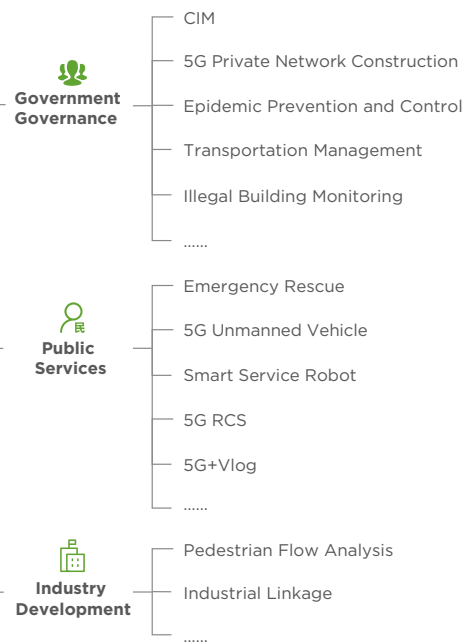 CIM
5G Private Network Construction
Government
Governance
Epidemic Prevention and Control
Transportation Management
Illegal Building Monitoring
......
Emergency Rescue
民
5G Unmanned Vehicle
Public
Services
Smart Service Robot
5G RCS
5G+Vlog
......
Pedestrian Flow Analysis
Industry
Development
Industrial Linkage
......